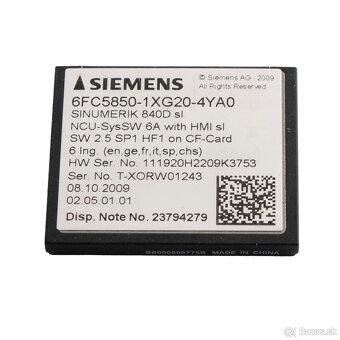 SIEMENS
© Siemens AG 2009
All Rights Reserved
6FC5850-1XG20-4YA0
SINUMERIK 840D sl
NCU-SysSW 6A with HMI sl
SW 2.5 SP1 HF1 on CF-Card
6 lng. (en,ge,fr,it,sp,chs)
HW Ser. No.: 111920H2209K3753
Ser. No.: T-XORW01243
08.10.2009
02.05.01.01
Disp. Note No. 23794279
MADE IN CHINA
Bazos.sk